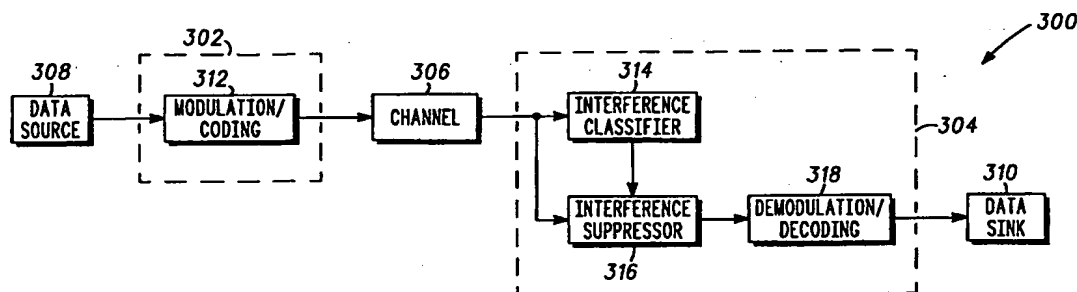 300
302
308
DATA
SOURCE
312
MODULATION/
CODING
306
CHANNEL
314
INTERFERENCE
CLASSIFIER
304
INTERFERENCE
SUPPRESSOR
316
318
DEMODULATION/
DECODING
310
DATA
SINK